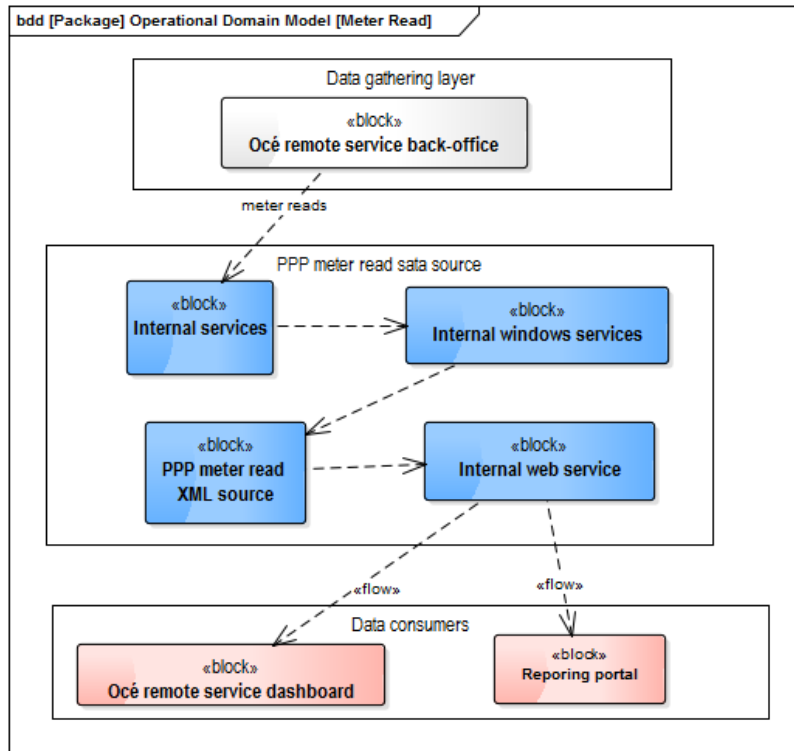 bdd [Package] Operational Domain Model [Meter Read]
Data gathering layer
«block»
Océ remote service back-office
meter reads
PPP meter read sata source
«block»
Internal services
«block»
Internal windows services
«block»
PPP meter read
XML source
«block»
Internal web service
«flow»
«flow»
Data consumers
«block»
Océ remote service dashboard
«block»
Reporing portal